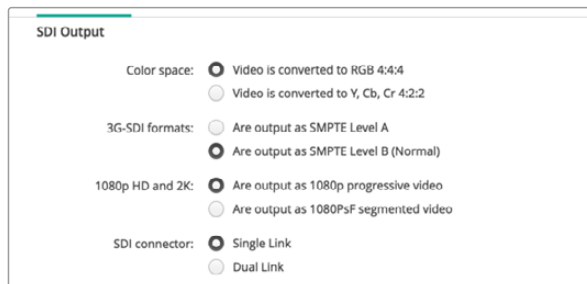 SDI Output
Color space: Video is converted to RGB 4:4:4
Video is converted to Y, Cb, Cr 4:2:2
3G-SDI formats: Are output as SMPTE Level A
Are output as SMPTE Level B (Normal)
1080p HD and 2K: Are output as 1080p progressive video
Are output as 1080PsF segmented video
SDI connector: Single Link
Dual Link